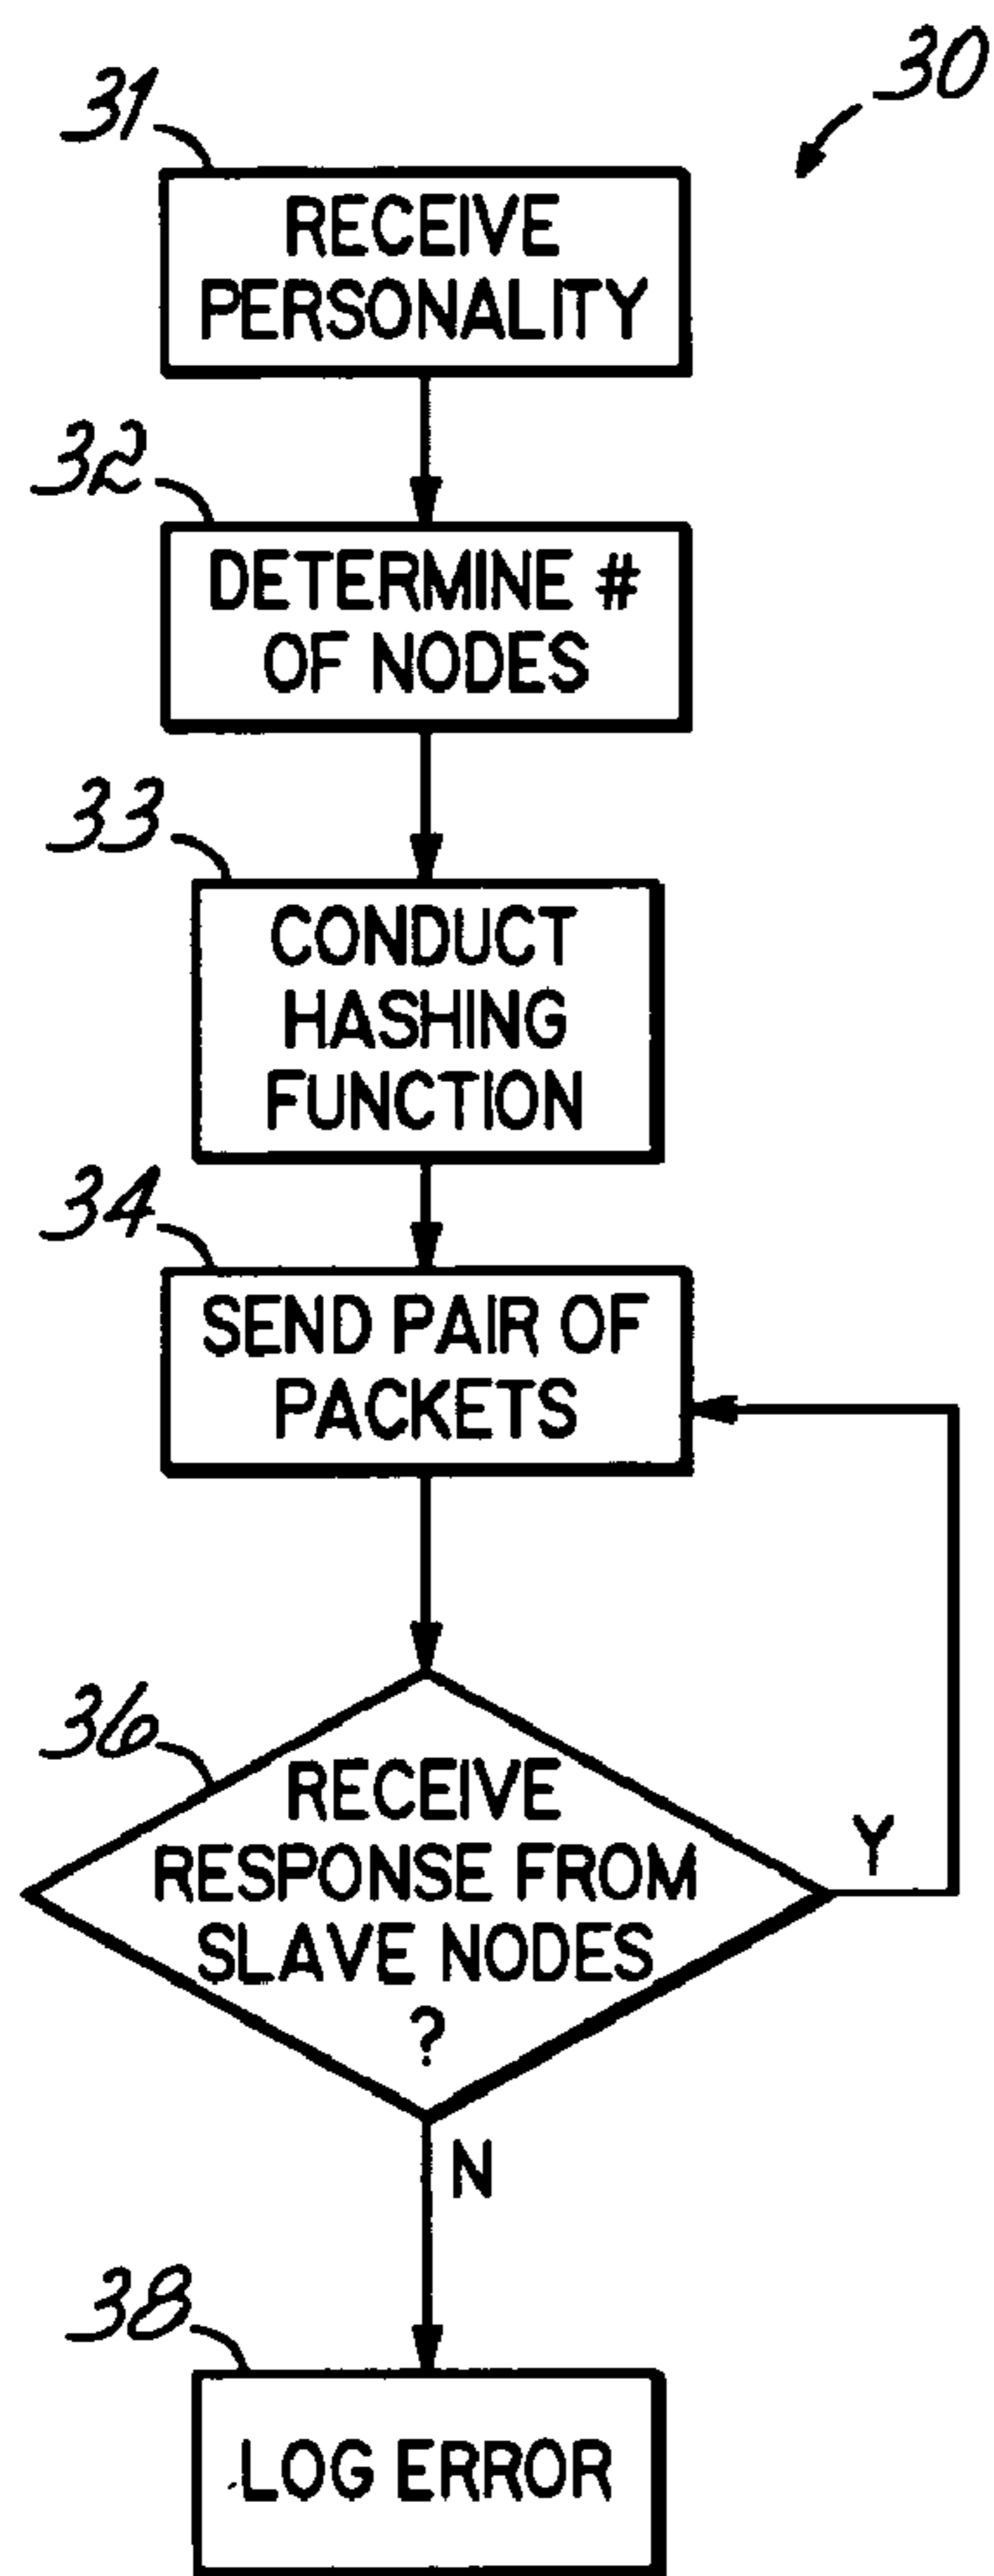 30
31
RECEIVE
PERSONALITY
32
DETERMINE #
OF NODES
33
CONDUCT
HASHING
FUNCTION
34
SEND PAIR OF
PACKETS
36
RECEIVE
RESPONSE FROM
SLAVE NODES
?
Y
N
38
LOG ERROR